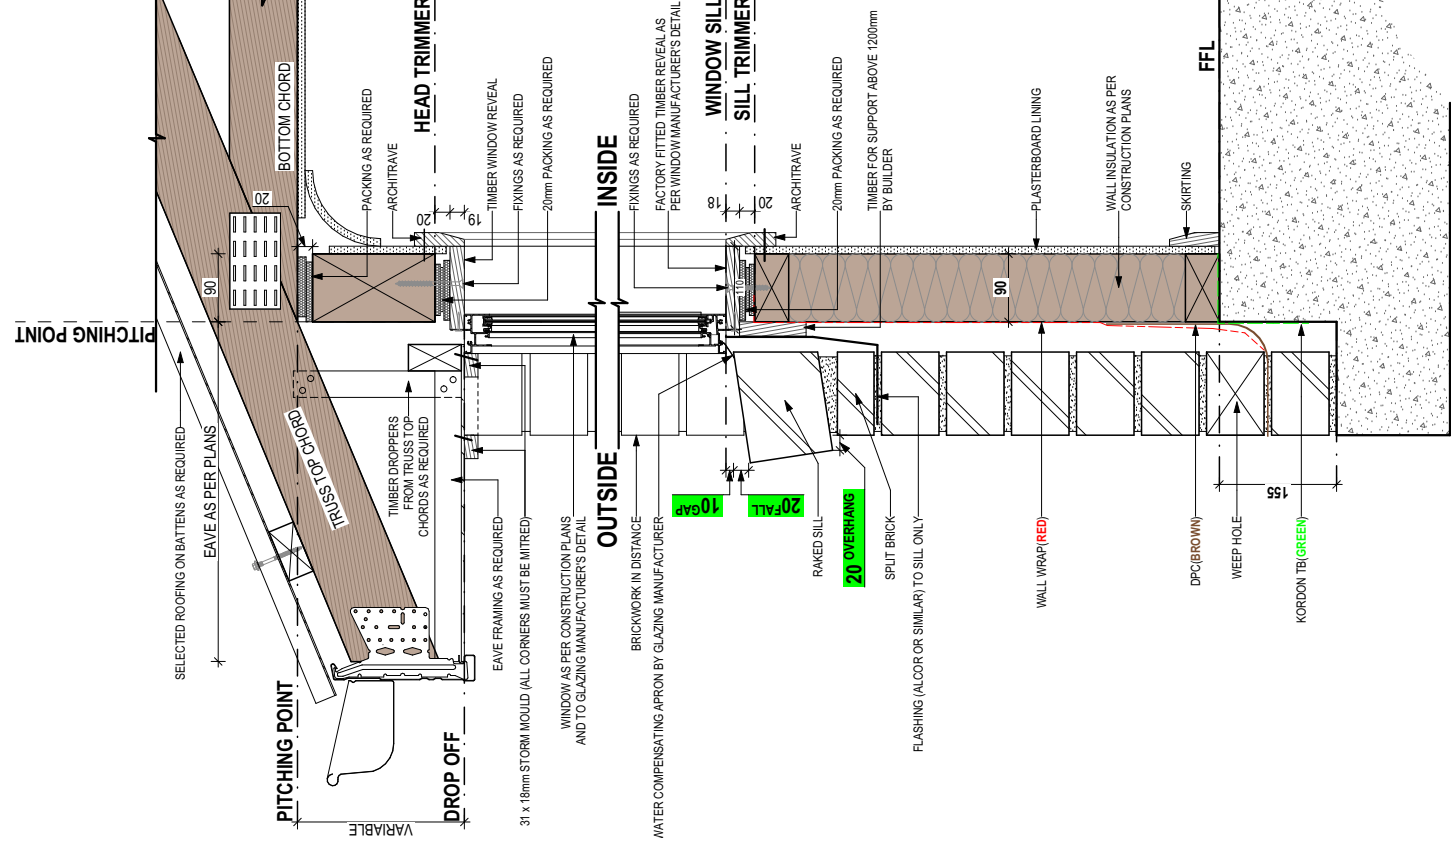 PITCHING POINT
SELECTED ROOFING ON BATTENS AS REQUIRED
EAVE AS PER PLANS
90
20
BOTTOM CHORD
TRUSS TOP CHORD
PACKING AS REQUIRED
ARCHITRAVE
HEAD TRIMMER
20
19
TIMBER WINDOW REVEAL
FIXINGS AS REQUIRED
20mm PACKING AS REQUIRED
TIMBER DROPPERS
FROM TRUSS TOP
CHORDS AS REQUIRED
PITCHING POINT
DROP OFF
VARIABLE
EAVE FRAMING AS REQUIRED
31 x 18mm STORM MOULD (ALL CORNERS MUST BE MITRED)
WINDOW AS PER CONSTRUCTION PLANS
AND TO GLAZING MANUFACTURER'S DETAIL
INSIDE
OUTSIDE
BRICKWORK IN DISTANCE
WATER COMPENSATING APRON BY GLAZING MANUFACTURER
FIXINGS AS REQUIRED
FACTORY FITTED TIMBER REVEAL AS
PER WINDOW MANUFACTURER'S DETAIL
WINDOW SILL
SILL TRIMMER
18
20
110
ARCHITRAVE
20mm PACKING AS REQUIRED
TIMBER FOR SUPPORT ABOVE 1200mm
BY BUILDER
10 GAP
20 FALL
RAKED SILL
20 OVERHANG
SPLIT BRICK
FLASHING (ALCOR OR SIMILAR) TO SILL ONLY
90
PLASTERBOARD LINING
WALL INSULATION AS PER
CONSTRUCTION PLANS
SKIRTING
FFL
WALL WRAP(RED)
DPC(BROWN)
WEEP HOLE
KORDON TB(GREEN)
155